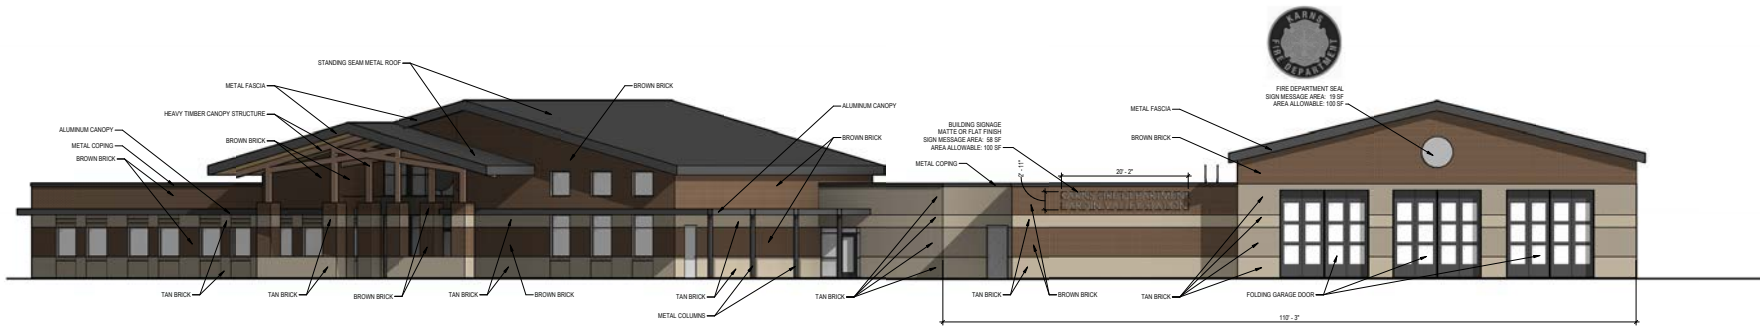 KARNS
FIRE DEPARTMENT
STANDING SEAM METAL ROOF
METAL FASCIA
HEAVY TIMBER CANOPY STRUCTURE
BROWN BRICK
ALUMINUM CANOPY
METAL COPING
BROWN BRICK
BROWN BRICK
ALUMINUM CANOPY
BROWN BRICK
BUILDING SIGNAGE
MATTE OR FLAT FINISH
SIGN MESSAGE AREA: 58 SF
AREA ALLOWABLE: 100 SF
METAL COPING
20' - 2"
FIRE DEPARTMENT SEAL
SIGN MESSAGE AREA: 19 SF
AREA ALLOWABLE: 100 SF
METAL FASCIA
BROWN BRICK
TAN BRICK
TAN BRICK
BROWN BRICK
TAN BRICK
BROWN BRICK
TAN BRICK
METAL COLUMNS
TAN BRICK
TAN BRICK
BROWN BRICK
TAN BRICK
FOLDING GARAGE DOOR
110' - 3"